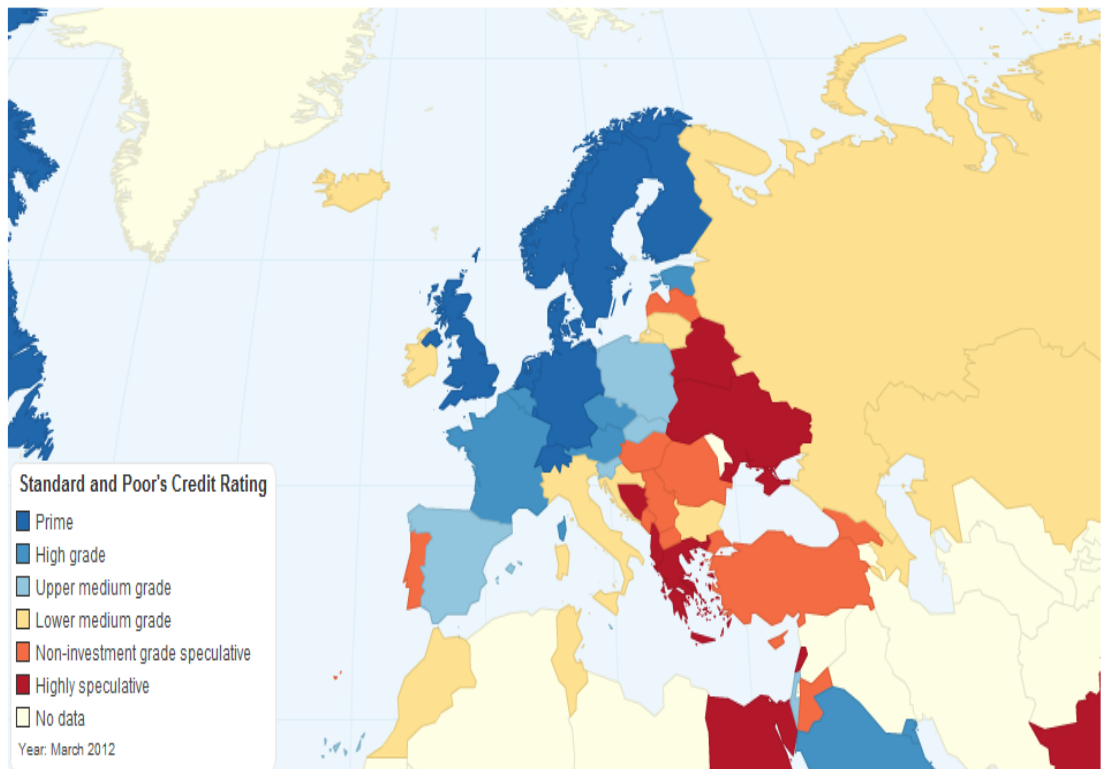 Standard and Poor's Credit Rating
Prime
High grade
Upper medium grade
Lower medium grade
Non-investment grade speculative
Highly speculative
No data
Year: March 2012